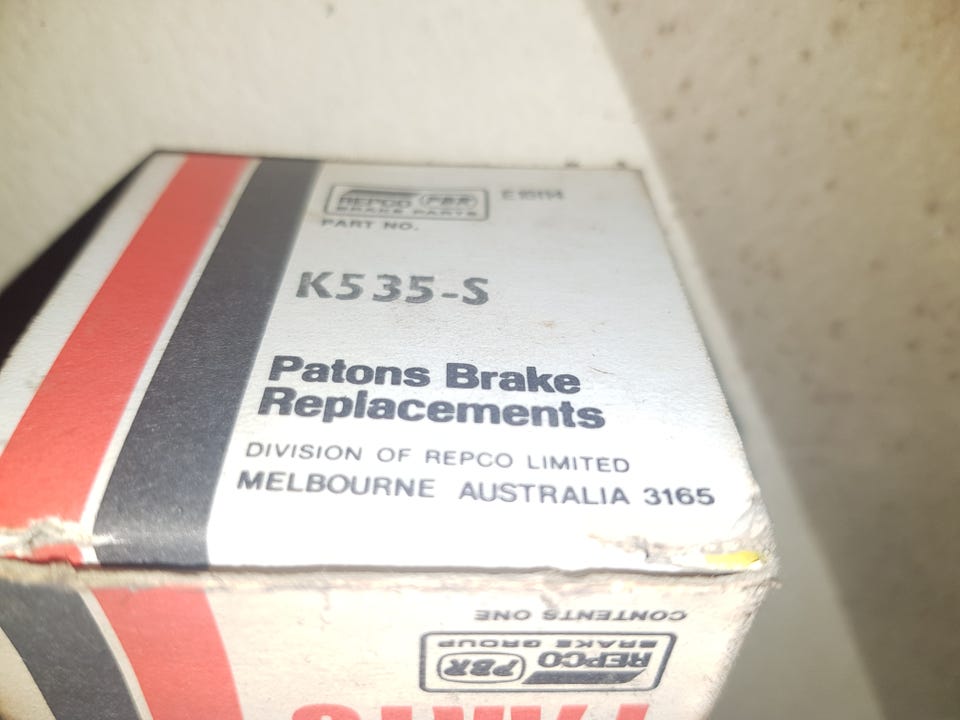 REPCO PBR
BRAKE PARTS
PART NO.
K535-S
Patons Brake
Replacements
DIVISION OF REPCO LIMITED
MELBOURNE AUSTRALIA 3165
CONTENTS ONE
REPCO PBR
BRAKE GROUP
PARTS